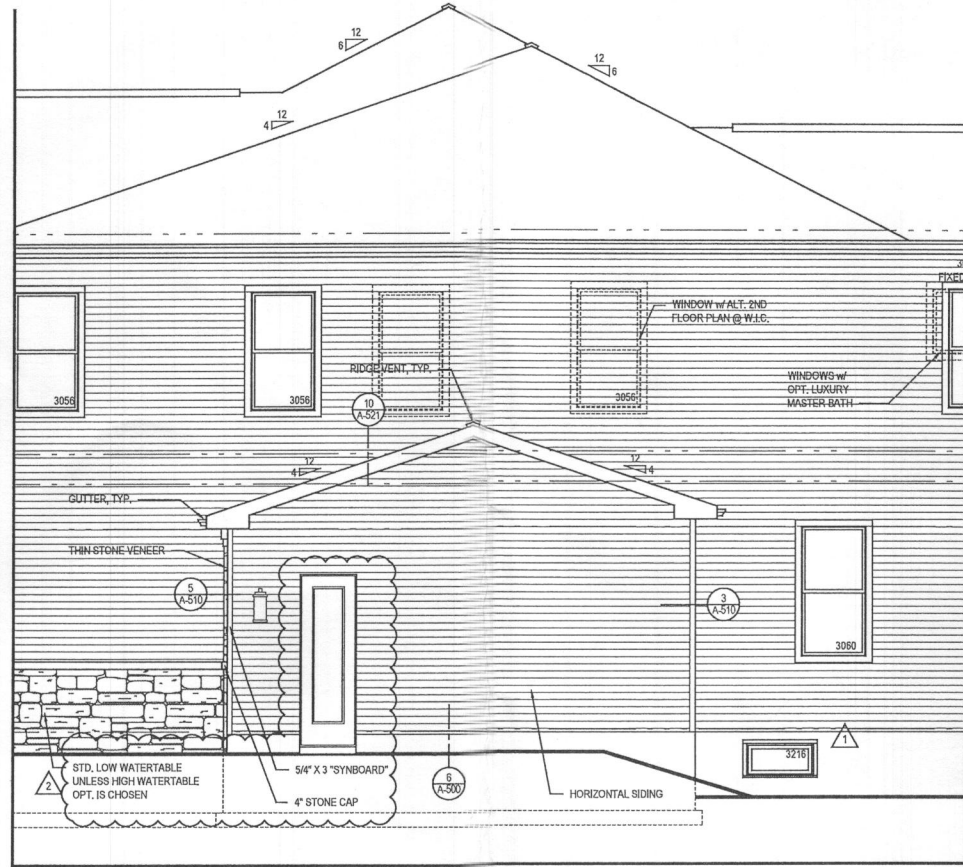 12
6
12
6
12
4
3
FIXED
WINDOW w/ ALT. 2ND
FLOOR PLAN @ W.I.C.
RIDGE VENT, TYP.
WINDOWS w/
OPT. LUXURY
MASTER BATH
3056
3056
3056
10
A-521
12
4
12
4
GUTTER, TYP.
THIN STONE VENEER
5
A-510
3
A-510
3060
1
3216
2
STD. LOW WATERTABLE
UNLESS HIGH WATERTABLE
OPT. IS CHOSEN
5/4" X 3 "SYNBOARD"
4" STONE CAP
6
A-500
HORIZONTAL SIDING